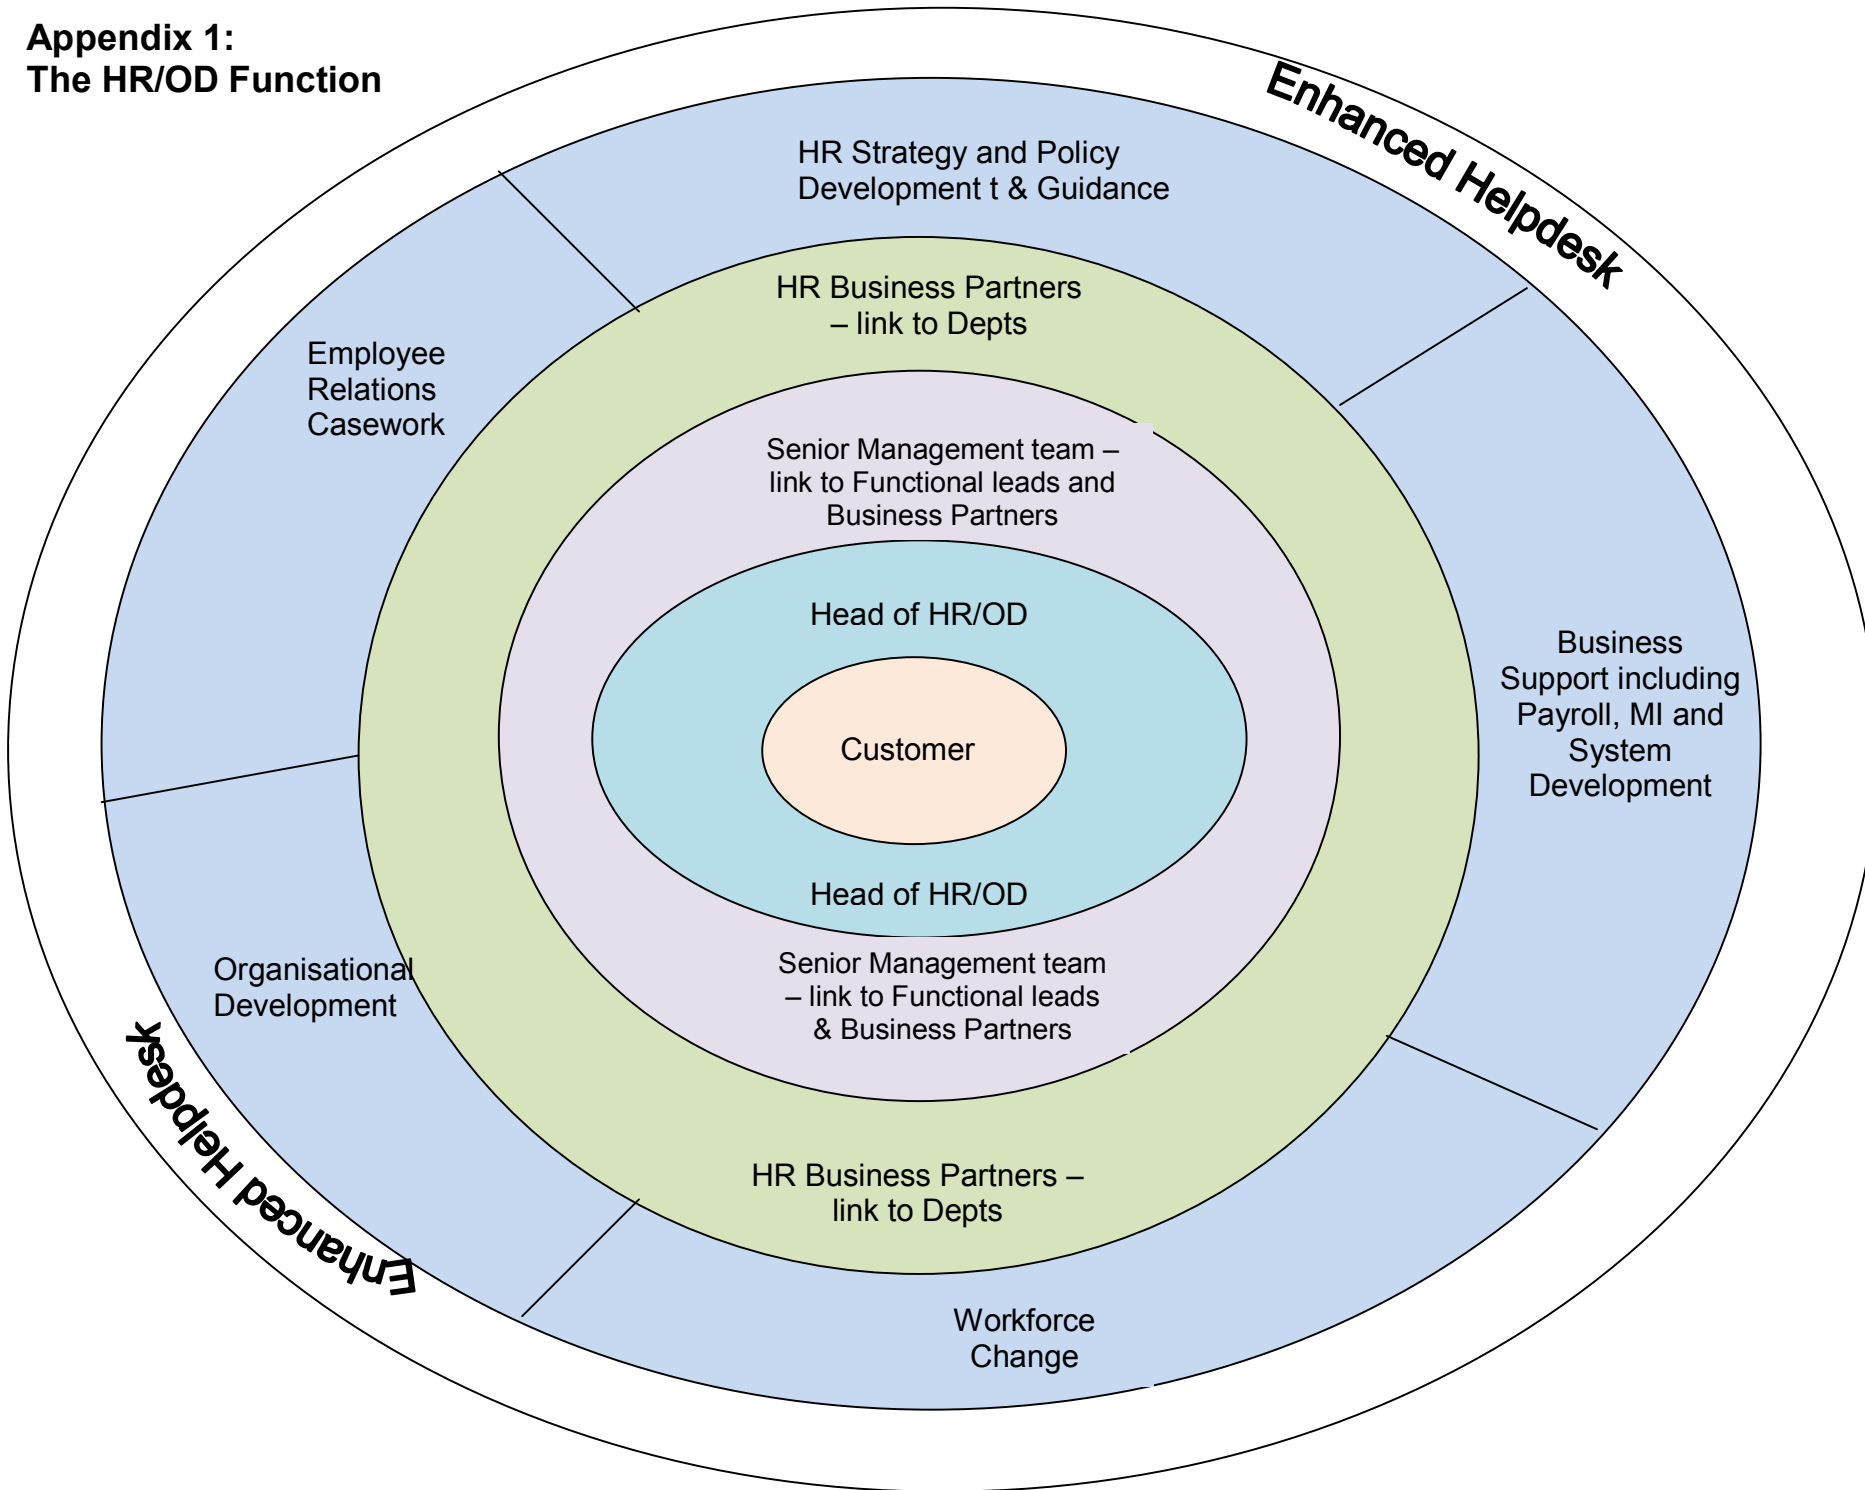 Appendix 1:
The HR/OD Function
Enhanced Helpdesk
HR Strategy and Policy
Development t & Guidance
HR Business Partners
– link to Depts
Employee
Relations
Casework
Senior Management team –
link to Functional leads and
Business Partners
Head of HR/OD
Business
Support including
Payroll, MI and
System
Development
Customer
Head of HR/OD
Senior Management team
– link to Functional leads
& Business Partners
Organisational
Development
Enhanced Helpdesk
HR Business Partners –
link to Depts
Workforce
Change